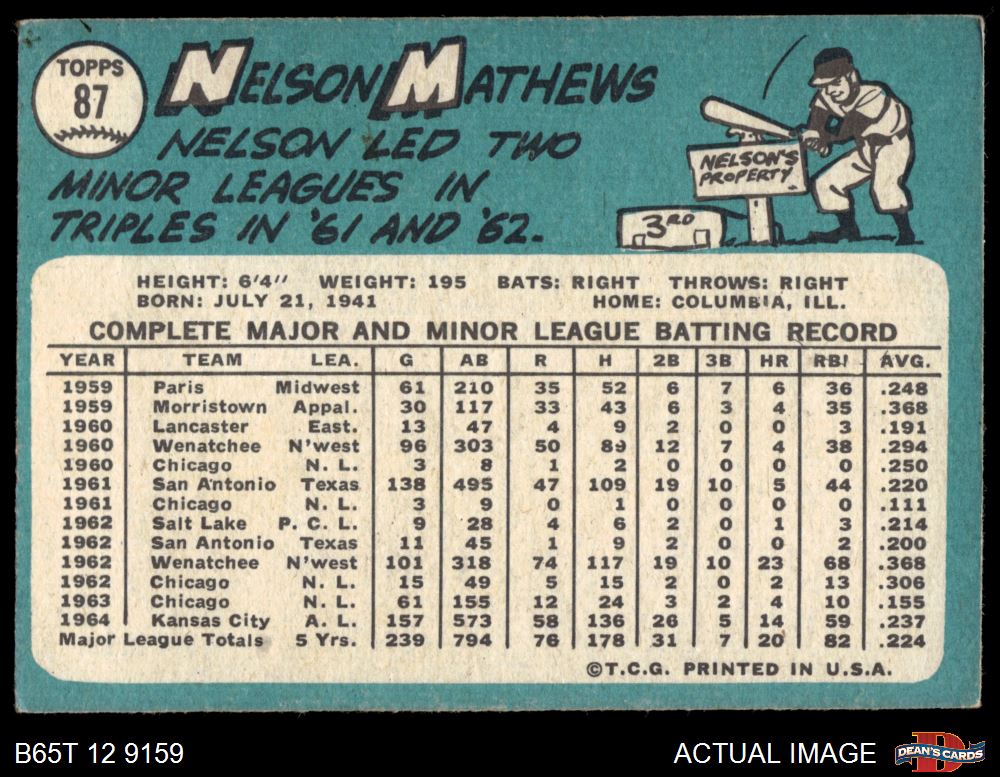 TOPPS
87
NELSON MATHEWS
NELSON LED TWO
MINOR LEAGUES IN
TRIPLES IN '61 AND '62.
NELSON'S
PROPERTY
3RD
HEIGHT: 6'4" WEIGHT: 195 BATS: RIGHT THROWS: RIGHT
BORN: JULY 21, 1941 HOME: COLUMBIA, ILL.
COMPLETE MAJOR AND MINOR LEAGUE BATTING RECORD
YEAR TEAM LEA. G AB R H 2B 3B HR RBI AVG.
1959 Paris Midwest 61 210 35 52 6 7 6 36 .248
1959 Morristown Appal. 30 117 33 43 6 3 4 35 .368
1960 Lancaster East. 13 47 4 9 2 0 0 3 .191
1960 Wenatchee N'west 96 303 50 89 12 7 4 38 .294
1960 Chicago N. L. 3 8 1 2 0 0 0 0 .250
1961 San Antonio Texas 138 495 47 109 19 10 5 44 .220
1961 Chicago N. L. 3 9 0 1 0 0 0 0 .111
1962 Salt Lake P. C. L. 9 28 4 6 2 0 1 3 .214
1962 San Antonio Texas 11 45 1 9 2 0 0 2 .200
1962 Wenatchee N'west 101 318 74 117 19 10 23 68 .368
1962 Chicago N. L. 15 49 5 15 2 0 2 13 .306
1963 Chicago N. L. 61 155 12 24 3 2 4 10 .155
1964 Kansas City A. L. 157 573 58 136 26 5 14 59 .237
Major League Totals 5 Yrs. 239 794 76 178 31 7 20 82 .224
©T.C.G. PRINTED IN U.S.A.
B65T 12 9159 ACTUAL IMAGE DEAN'S CARDS